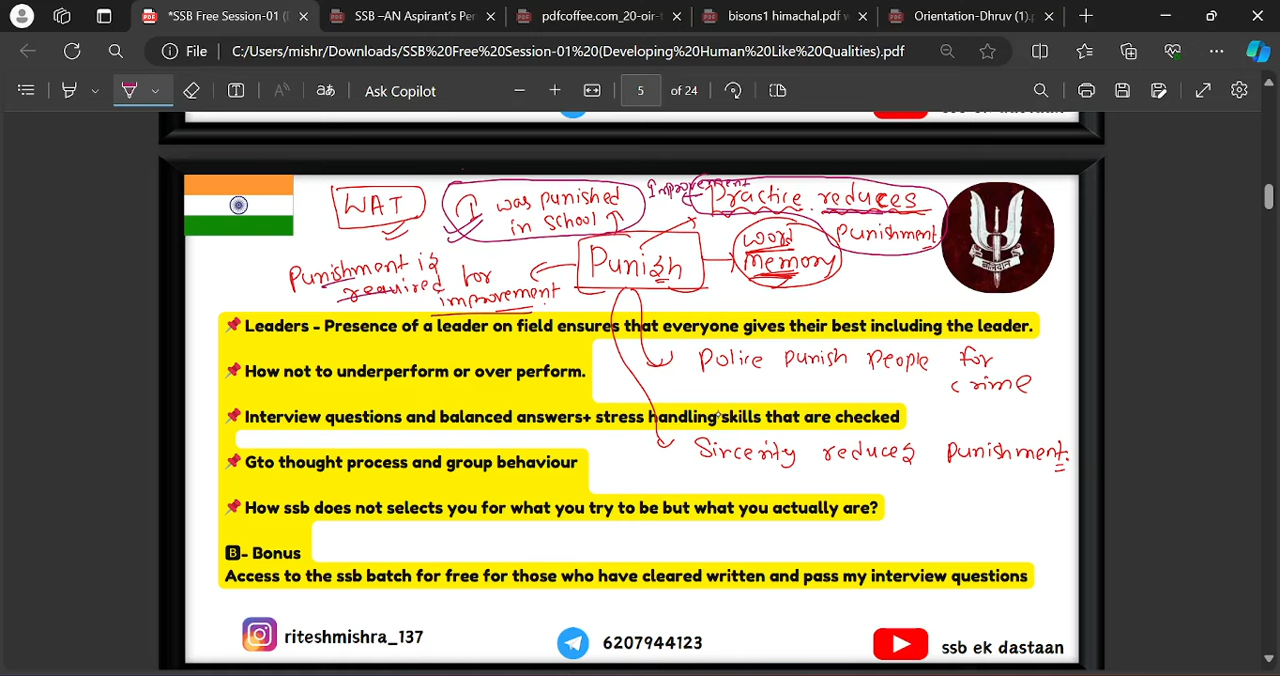 *SSB Free Session-01 (I
SSB –AN Aspirant's Per
pdfcoffee.com_20-oir-t
bisons1 himachal.pdf w
Orientation-Dhruv (1).p
File
C:/Users/mishr/Downloads/SSB%20Free%20Session-01%20(Developing%20Human%20Like%20Qualities).pdf
Ask Copilot
5
of 24
WAT
I was punished
in school
Improvement
Practice reduces
punishment
Punish
word
memory
Punishment is
required for
improvement
📌 Leaders - Presence of a leader on field ensures that everyone gives their best including the leader.
Police punish people for
crime
📌 How not to underperform or over perform.
📌 Interview questions and balanced answers+ stress handling skills that are checked
Sincerity reduces punishment.
📌 Gto thought process and group behaviour
📌 How ssb does not selects you for what you try to be but what you actually are?
B - Bonus
Access to the ssb batch for free for those who have cleared written and pass my interview questions
riteshmishra_137
6207944123
ssb ek dastaan
बलिदान